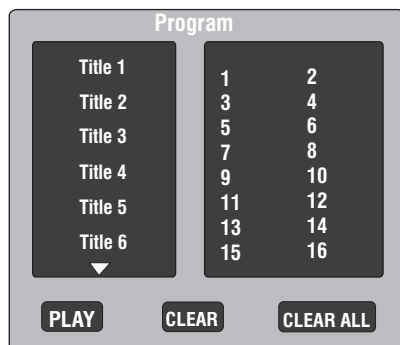 Program
Title 1
Title 2
Title 3
Title 4
Title 5
Title 6
1 2
3 4
5 6
7 8
9 10
11 12
13 14
15 16
PLAY CLEAR CLEAR ALL